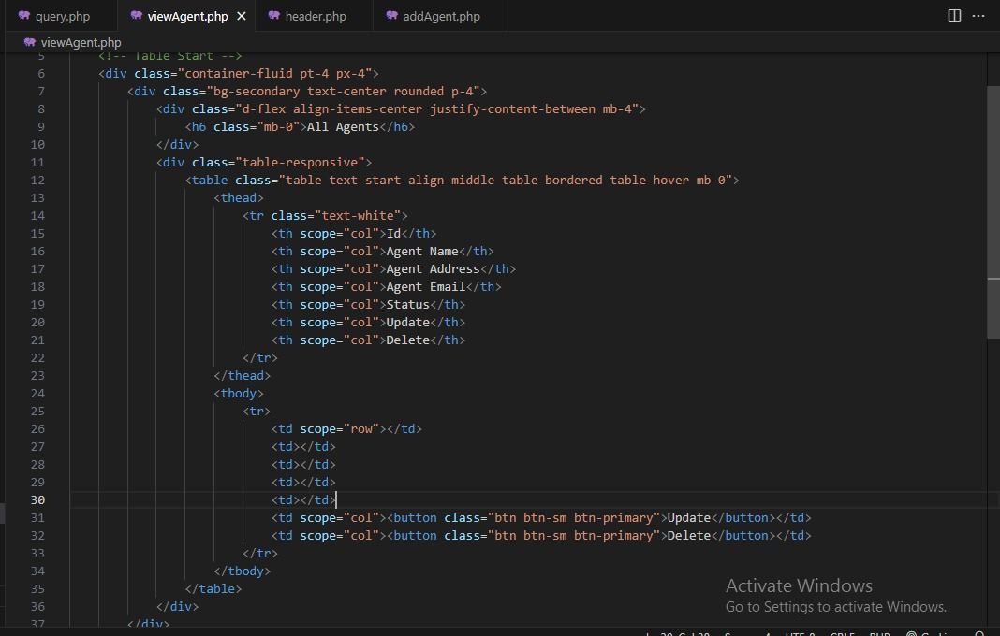 query.php viewAgent.php header.php addAgent.php
viewAgent.php
5 <!-- Table Start -->
6 <div class="container-fluid pt-4 px-4">
7 <div class="bg-secondary text-center rounded p-4">
8 <div class="d-flex align-items-center justify-content-between mb-4">
9 <h6 class="mb-0">All Agents</h6>
10 </div>
11 <div class="table-responsive">
12 <table class="table text-start align-middle table-bordered table-hover mb-0">
13 <thead>
14 <tr class="text-white">
15 <th scope="col">Id</th>
16 <th scope="col">Agent Name</th>
17 <th scope="col">Agent Address</th>
18 <th scope="col">Agent Email</th>
19 <th scope="col">Status</th>
20 <th scope="col">Update</th>
21 <th scope="col">Delete</th>
22 </tr>
23 </thead>
24 <tbody>
25 <tr>
26 <td scope="row"></td>
27 <td></td>
28 <td></td>
29 <td></td>
30 <td></td>
31 <td scope="col"><button class="btn btn-sm btn-primary">Update</button></td>
32 <td scope="col"><button class="btn btn-sm btn-primary">Delete</button></td>
33 </tr>
34 </tbody>
35 </table>
36 </div>
37 </div>
Activate Windows
Go to Settings to activate Windows.
UTF-8 CRLF PHP